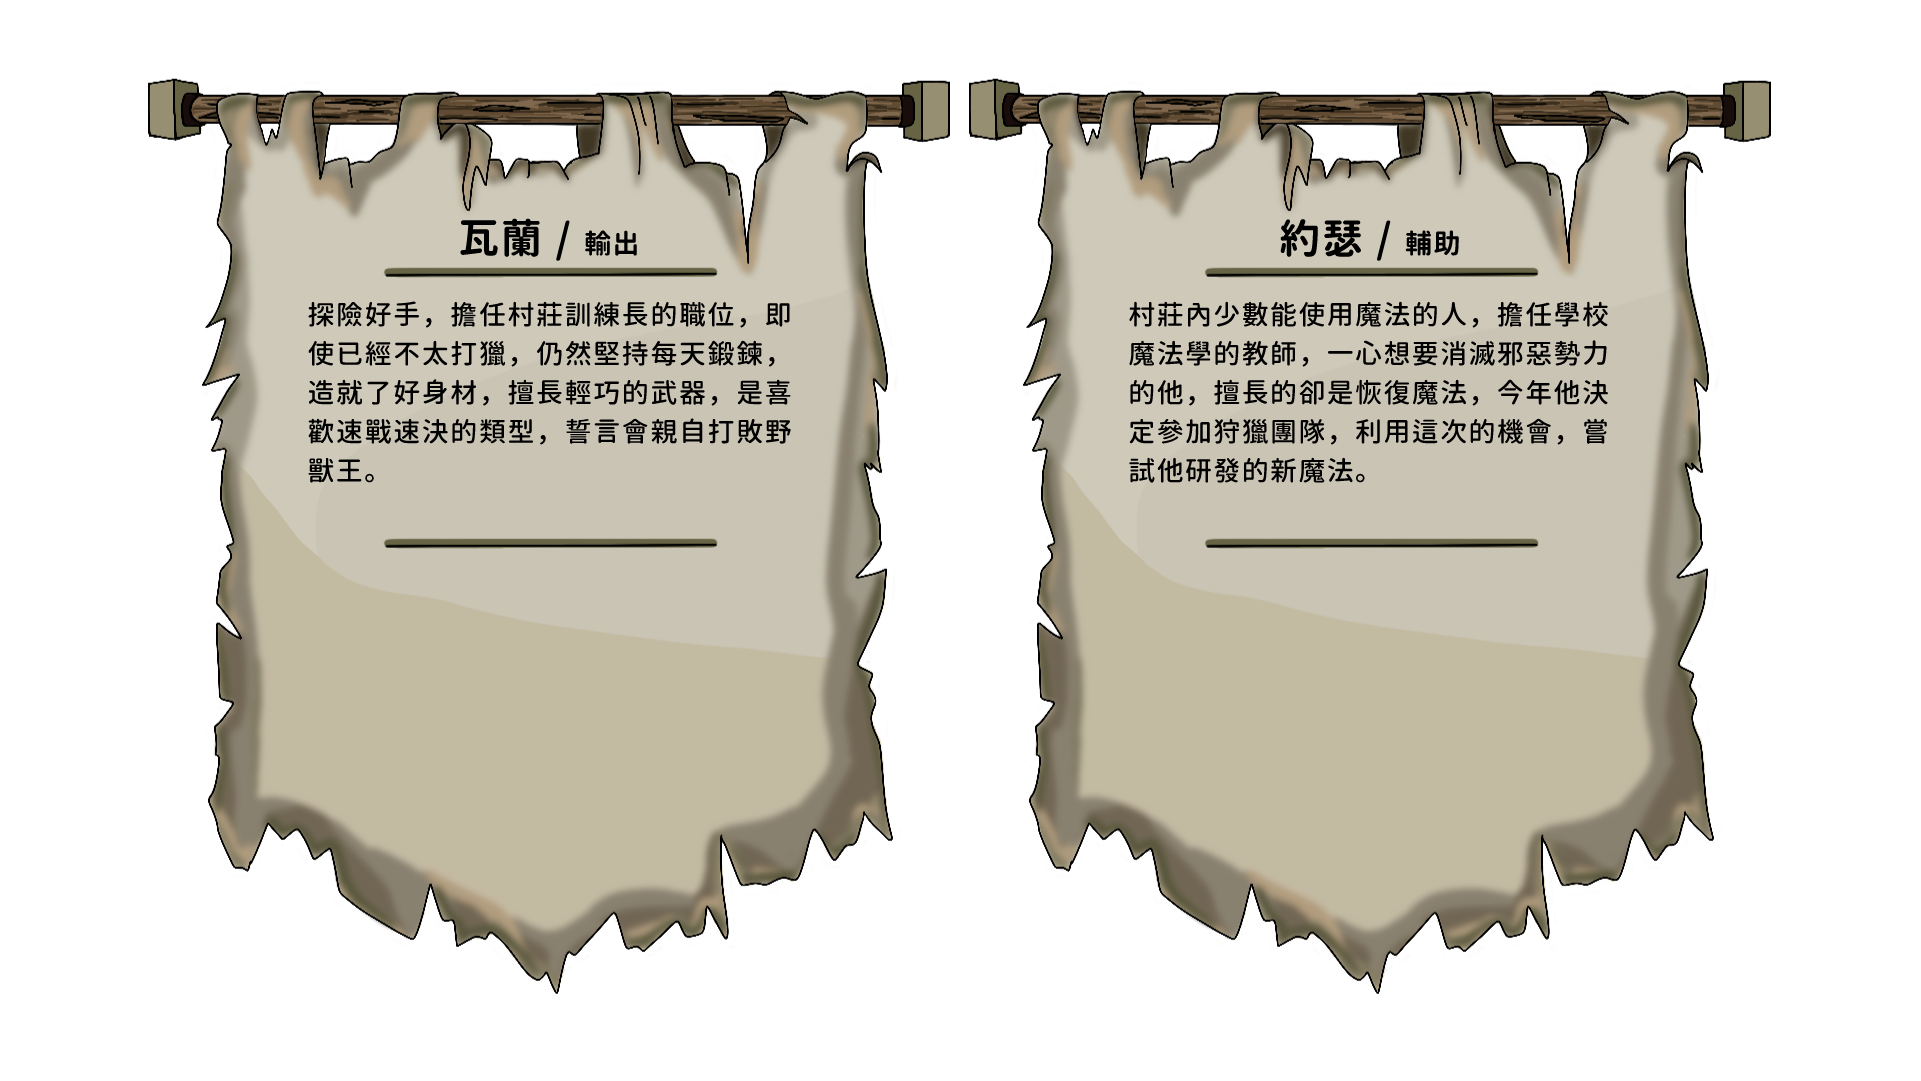 瓦蘭 / 輸出
探險好手，擔任村莊訓練長的職位，即
使已經不太打獵，仍然堅持每天鍛鍊，
造就了好身材，擅長輕巧的武器，是喜
歡速戰速決的類型，誓言會親自打敗野
獸王。
約瑟 / 輔助
村莊內少數能使用魔法的人，擔任學校
魔法學的教師，一心想要消滅邪惡勢力
的他，擅長的卻是恢復魔法，今年他決
定參加狩獵團隊，利用這次的機會，嘗
試他研發的新魔法。